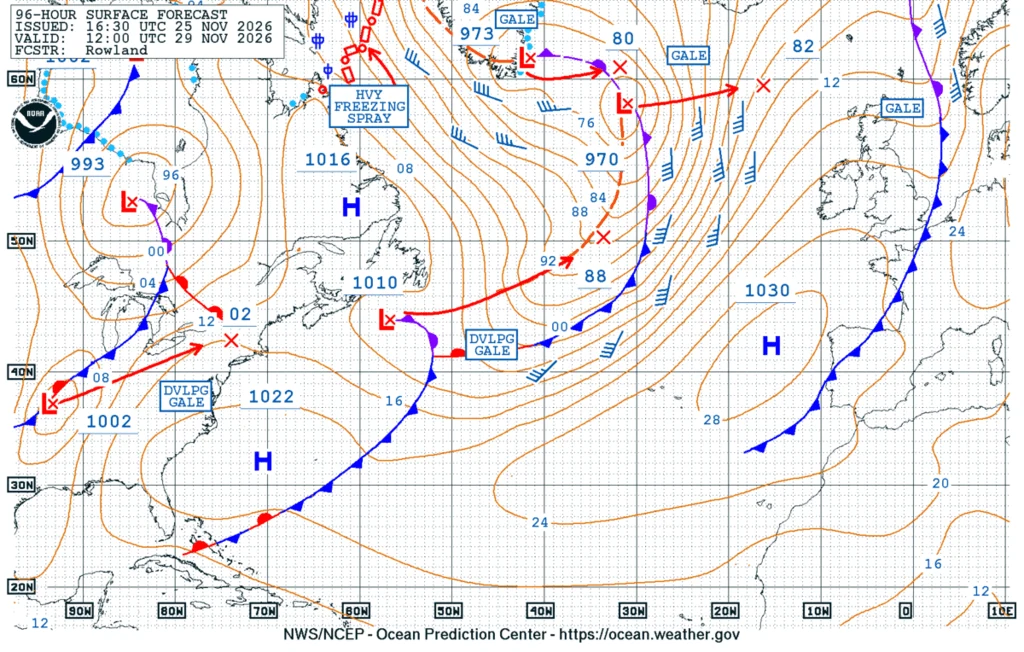 96-HOUR SURFACE FORECAST
ISSUED: 16:30 UTC 25 NOV 2026
VALID: 12:30 UTC 29 NOV 2026
FCSTR: Rowland
1002
NOAA
84
GALE
973
80
GALE
82
60N
12
HVY
FREEZING
SPRAY
76
GALE
993
96
1016
08
970
84
88
50N
00
24
04
1010
92
88
1030
12
02
00
DVLPG
GALE
40N
08
DVLPG
GALE
1022
16
1002
28
30N
24
20
16
20N
12
12
90W
80W
70W
60W
50W
40W
30W
20W
10W
0
10E
NWS/NCEP - Ocean Prediction Center - https://ocean.weather.gov